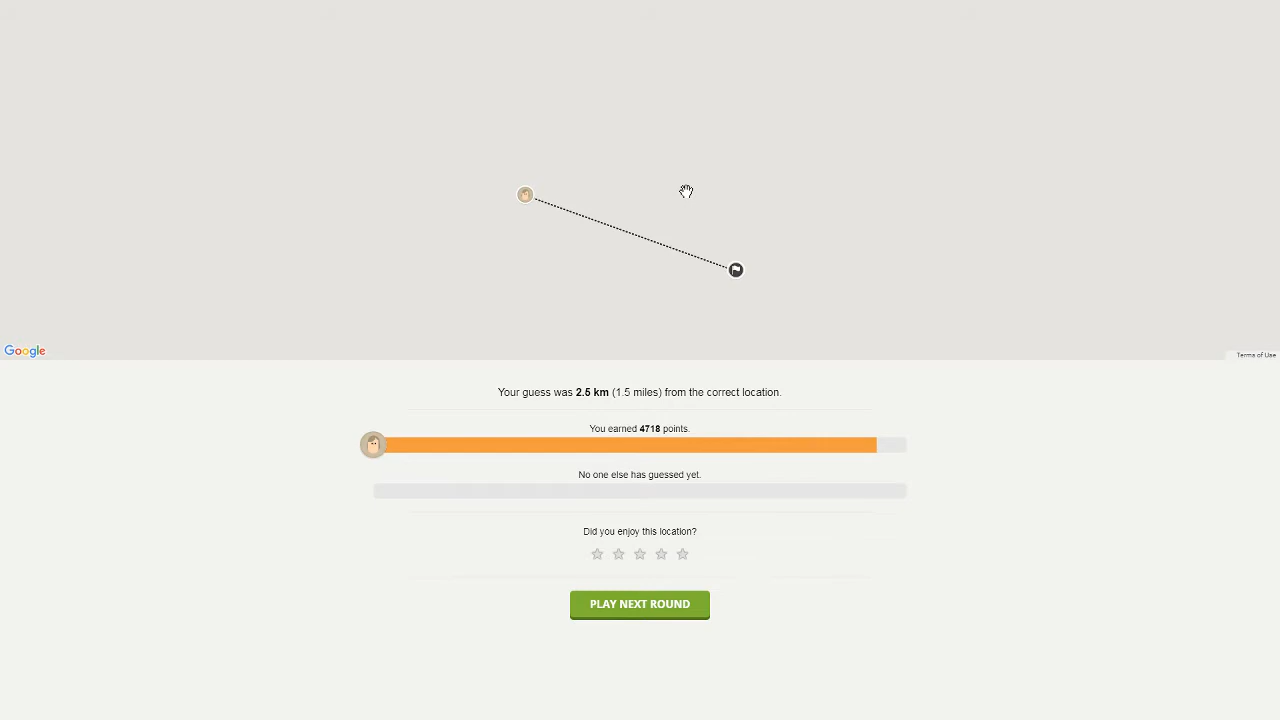 Google
Terms of Use
Your guess was 2.5 km (1.5 miles) from the correct location.
You earned 4718 points.
No one else has guessed yet.
Did you enjoy this location?
PLAY NEXT ROUND